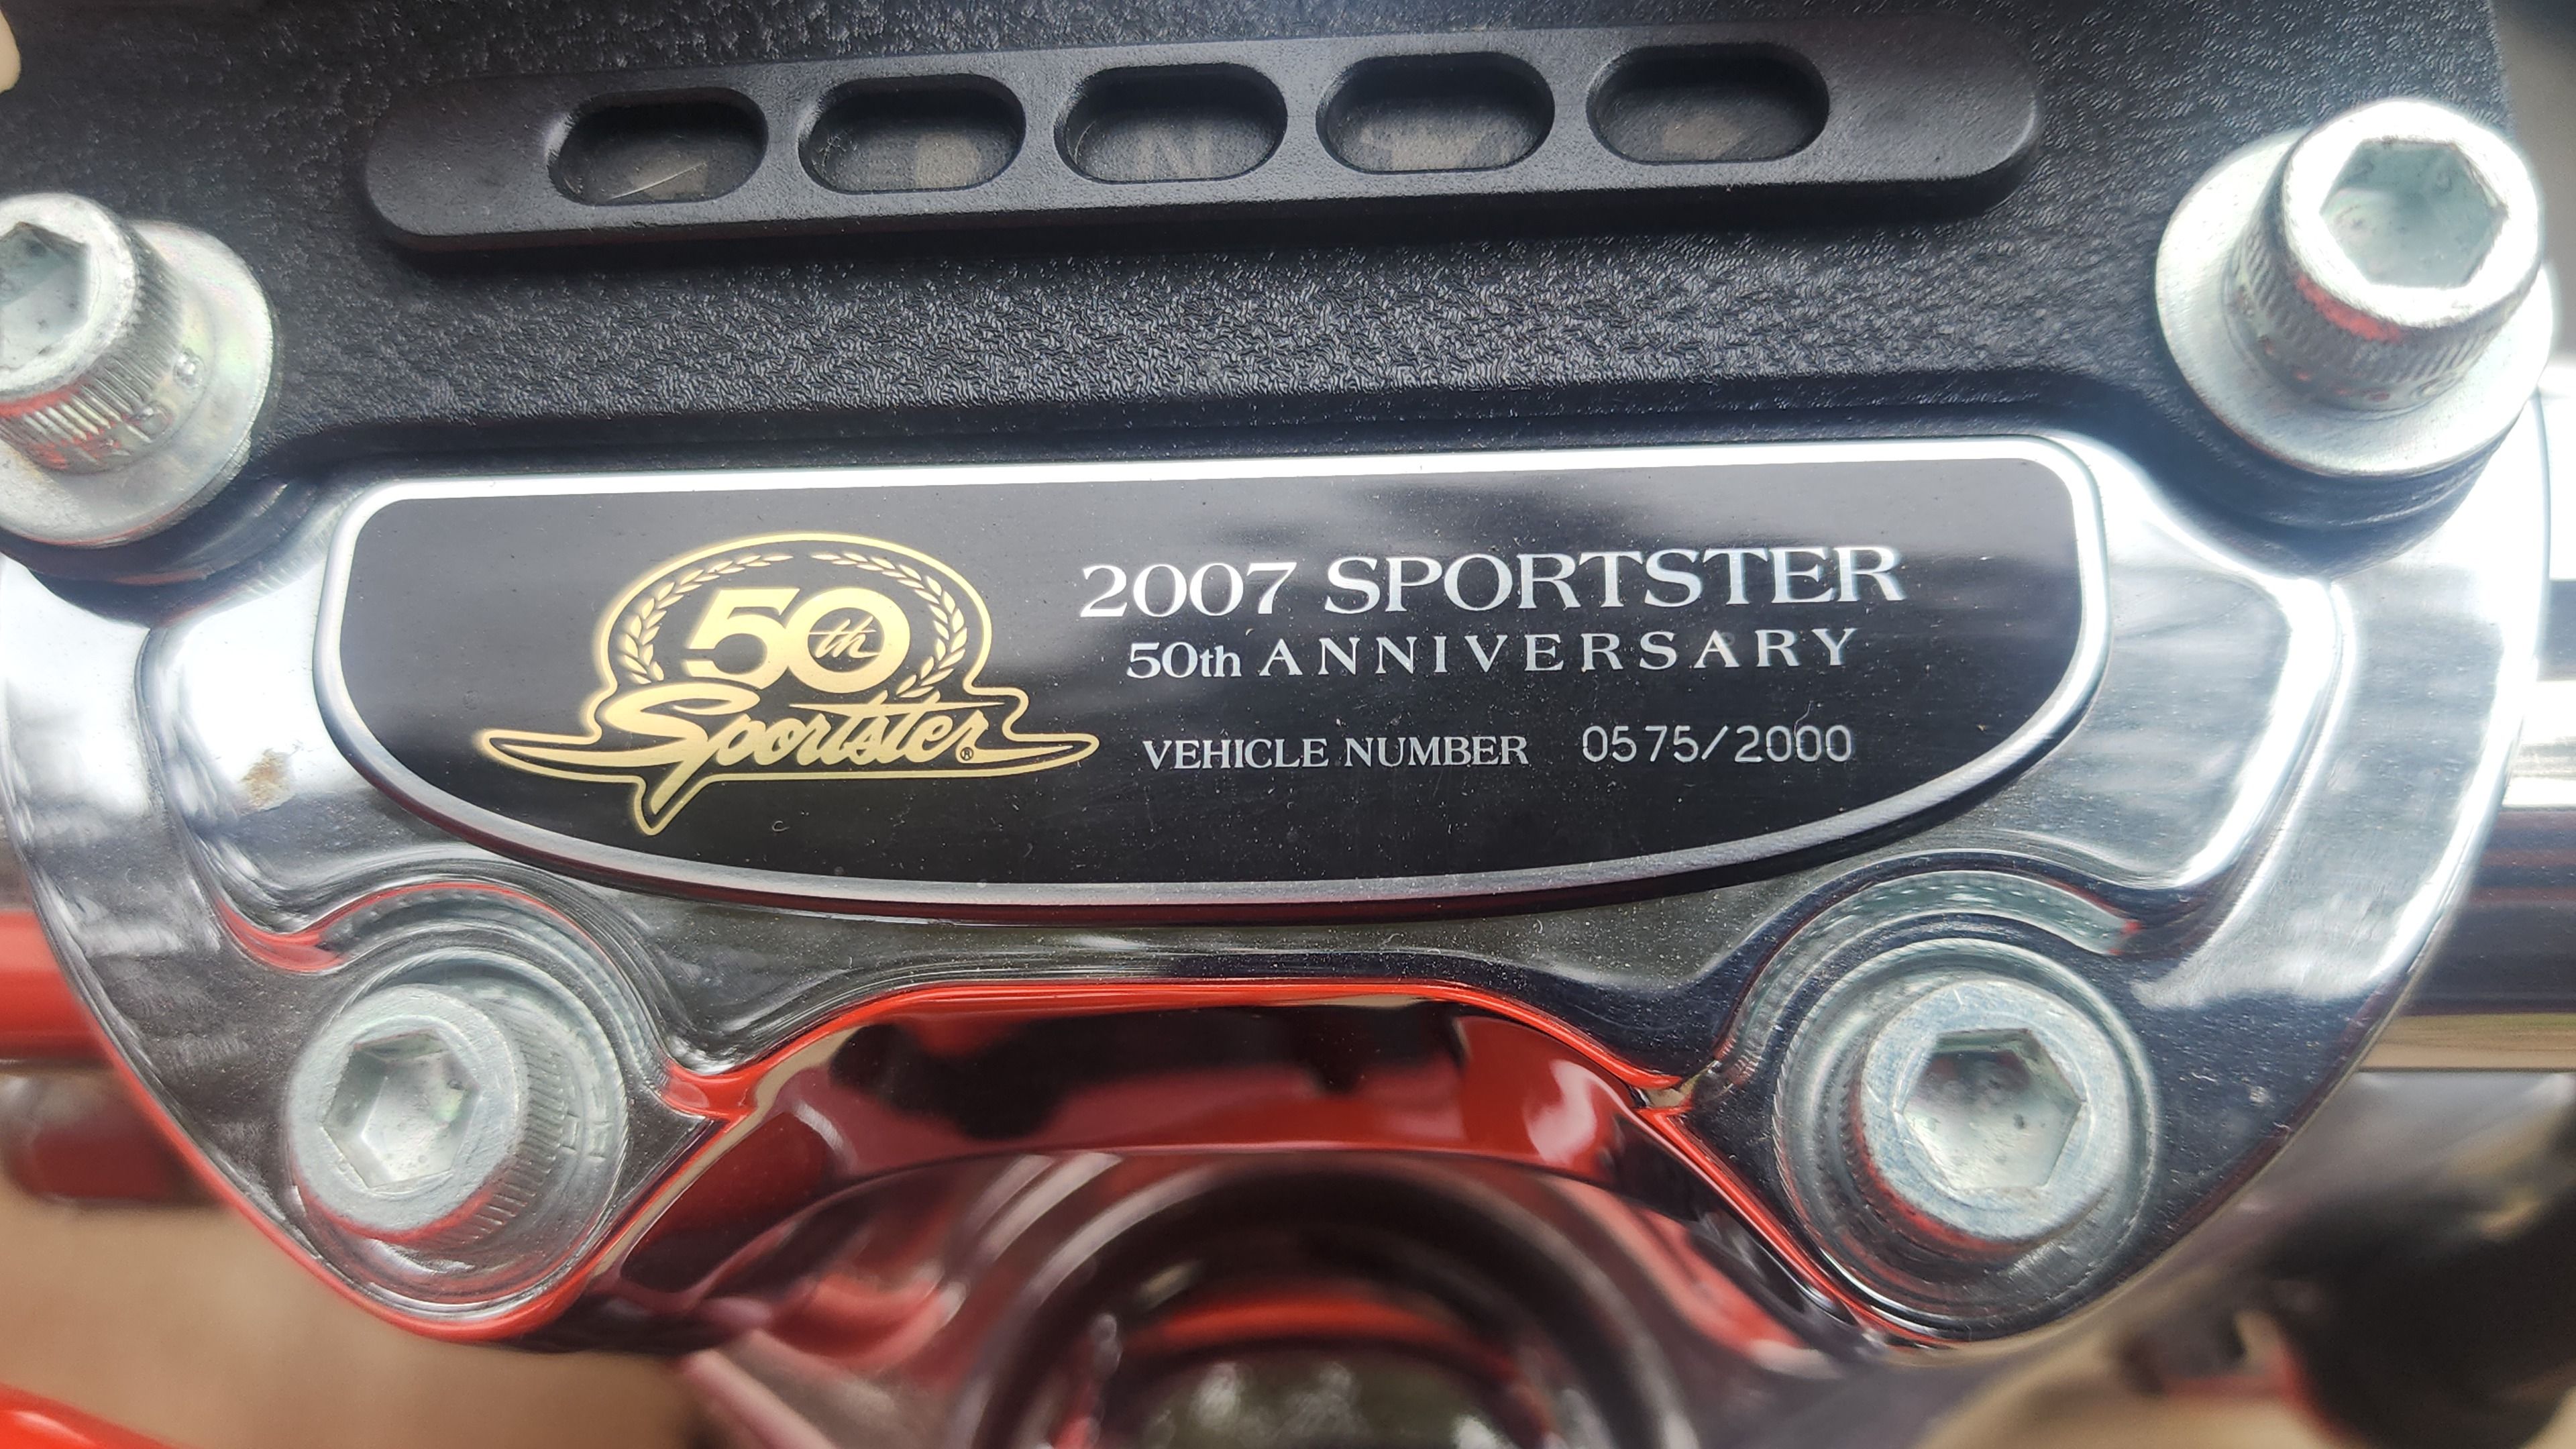 50th
Sportster®
2007 SPORTSTER
50th ANNIVERSARY
VEHICLE NUMBER 0575/2000